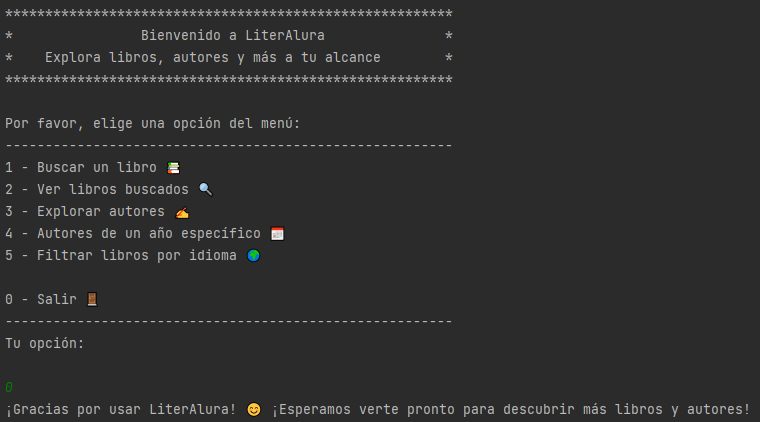 ********************************************************
*                Bienvenido a LiterAlura               *
*    Explora libros, autores y más a tu alcance        *
********************************************************
Por favor, elige una opción del menú:
--------------------------------------------------------
1 - Buscar un libro 📚
2 - Ver libros buscados 🔍
3 - Explorar autores ✍
4 - Autores de un año específico 📅
5 - Filtrar libros por idioma 🌍
0 - Salir 🚪
--------------------------------------------------------
Tu opción:
0
¡Gracias por usar LiterAlura! 😊 ¡Esperamos verte pronto para descubrir más libros y autores!